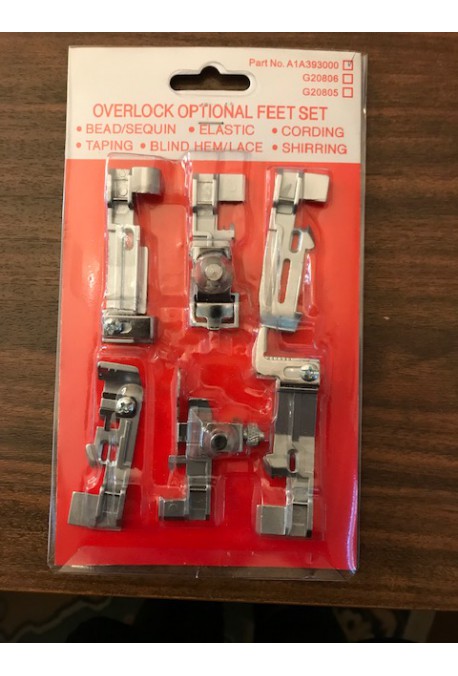 Part No. A1A393000
G20806
G20805
OVERLOCK OPTIONAL FEET SET
• BEAD/SEQUIN • ELASTIC • CORDING
• TAPING • BLIND HEM/LACE • SHIRRING